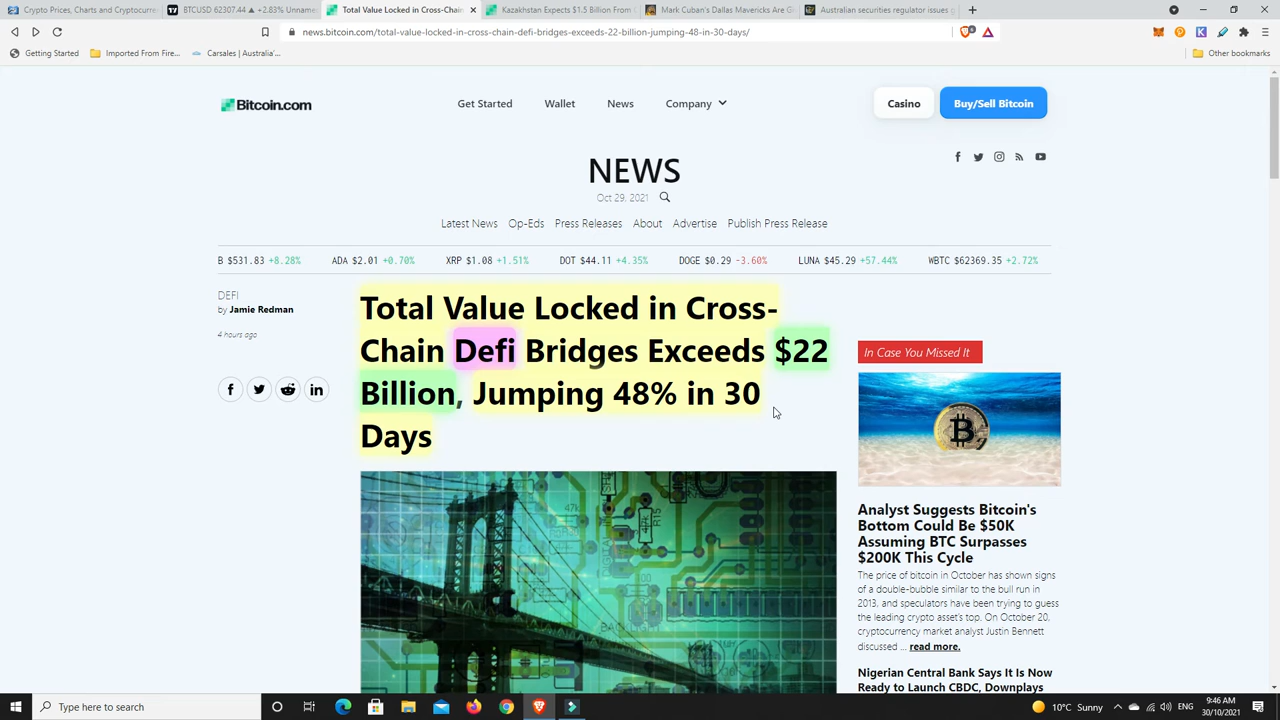 Crypto Prices, Charts and Cryptocurre
BTCUSD 62307.44 ▲ +2.83% Unname
Total Value Locked in Cross-Chain
Kazakhstan Expects $1.5 Billion From
Mark Cuban's Dallas Mavericks Are Gi
Australian securities regulator issues g
news.bitcoin.com/total-value-locked-in-cross-chain-defi-bridges-exceeds-22-billion-jumping-48-in-30-days/
Getting Started
Imported From Fire...
Carsales | Australia'...
Other bookmarks
Bitcoin.com
Get Started
Wallet
News
Company
Casino
Buy/Sell Bitcoin
NEWS
Oct 29, 2021
Latest News Op-Eds Press Releases About Advertise Publish Press Release
B $531.83 +8.28% ADA $2.01 +0.70% XRP $1.08 +1.51% DOT $44.11 +4.35% DOGE $0.29 -3.60% LUNA $45.29 +57.44% WBTC $62369.35 +2.72%
DEFI
by Jamie Redman
4 hours ago
Total Value Locked in Cross-
Chain Defi Bridges Exceeds $22
Billion, Jumping 48% in 30
Days
In Case You Missed It
Analyst Suggests Bitcoin's
Bottom Could Be $50K
Assuming BTC Surpasses
$200K This Cycle
The price of bitcoin in October has shown signs
of a double-bubble similar to the bull run in
2013, and speculators have been trying to guess
the leading crypto asset's top. On October 20,
cryptocurrency market analyst Justin Bennett
discussed ... read more.
Nigerian Central Bank Says It Is Now
Ready to Launch CBDC, Downplays
Type here to search
10°C Sunny
ENG
9:46 AM
30/10/2021